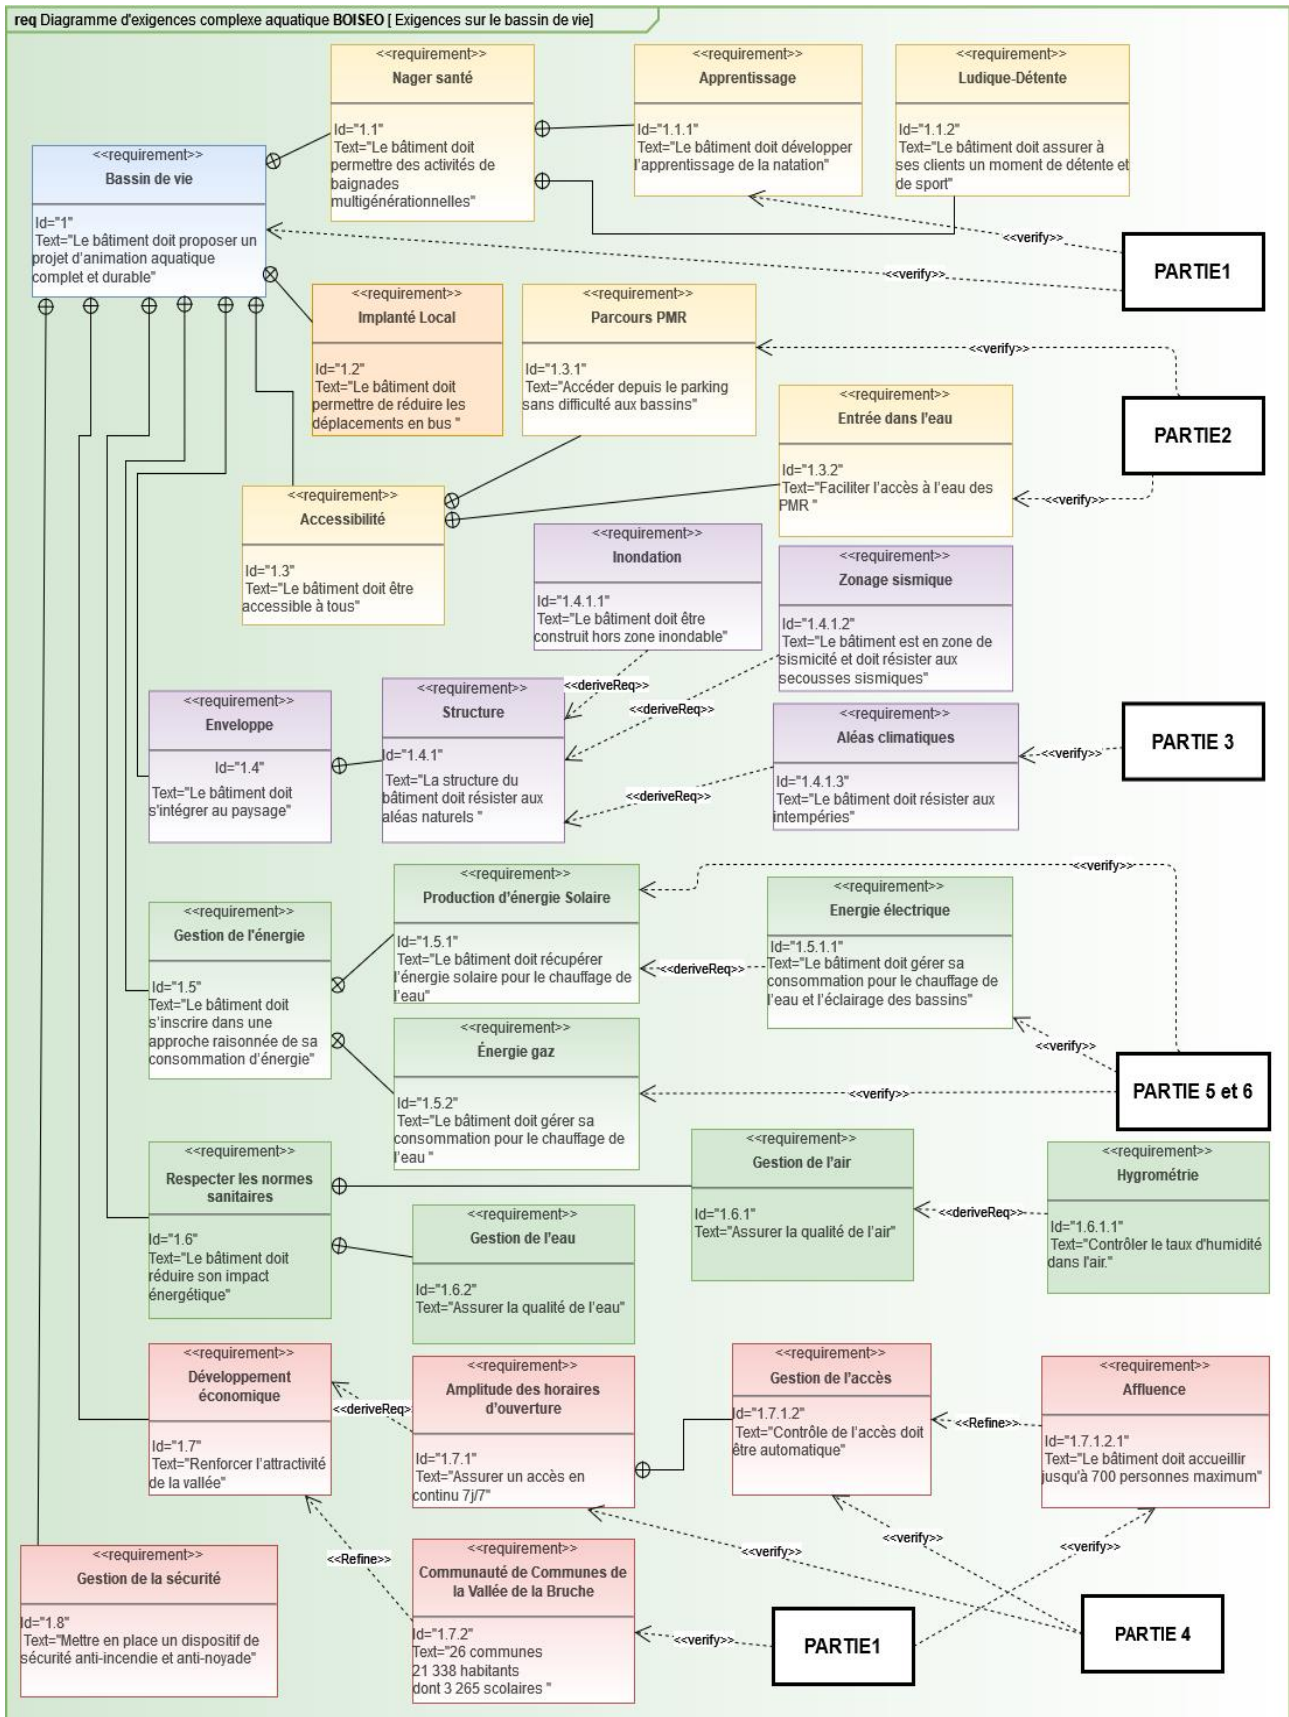 req Diagramme d'exigences complexe aquatique BOISEO [ Exigences sur le bassin de vie]
<<requirement>>
Nager santé
Id="1.1"
Text="Le bâtiment doit
permettre des activités de
baignades
multigénérationnelles"
<<requirement>>
Apprentissage
Id="1.1.1"
Text="Le bâtiment doit développer
l'apprentissage de la natation"
<<requirement>>
Ludique-Détente
Id="1.1.2"
Text="Le bâtiment doit assurer à
ses clients un moment de détente et
de sport"
<<requirement>>
Bassin de vie
Id="1"
Text="Le bâtiment doit proposer un
projet d'animation aquatique
complet et durable"
<<verify>>
<<verify>>
PARTIE1
<<requirement>>
Implanté Local
Id="1.2"
Text="Le bâtiment doit
permettre de réduire les
déplacements en bus "
<<requirement>>
Parcours PMR
Id="1.3.1"
Text="Accéder depuis le parking
sans difficulté aux bassins"
<<verify>>
<<requirement>>
Entrée dans l'eau
Id="1.3.2"
Text="Faciliter l'accès à l'eau des
PMR "
PARTIE2
<<verify>>
<<requirement>>
Accessibilité
Id="1.3"
Text="Le bâtiment doit être
accessible à tous"
<<requirement>>
Inondation
Id="1.4.1.1"
Text="Le bâtiment doit être
construit hors zone inondable"
<<requirement>>
Zonage sismique
Id="1.4.1.2"
Text="Le bâtiment est en zone de
sismicité et doit résister aux
secousses sismiques"
<<deriveReq>>
<<deriveReq>>
<<requirement>>
Enveloppe
Id="1.4"
Text="Le bâtiment doit
s'intégrer au paysage"
<<requirement>>
Structure
Id="1.4.1"
Text="La structure du
bâtiment doit résister aux
aléas naturels "
<<deriveReq>>
<<requirement>>
Aléas climatiques
Id="1.4.1.3"
Text="Le bâtiment doit résister aux
intempéries"
<<verify>>
PARTIE 3
<<requirement>>
Production d'énergie Solaire
Id="1.5.1"
Text="Le bâtiment doit récupérer
l'énergie solaire pour le chauffage de
l'eau"
<<verify>>
<<requirement>>
Energie électrique
Id="1.5.1.1"
Text="Le bâtiment doit gérer sa
consommation pour le chauffage de
l'eau et l'éclairage des bassins"
<<deriveReq>>
<<requirement>>
Gestion de l'énergie
Id="1.5"
Text="Le bâtiment doit
s'inscrire dans une
approche raisonnée de sa
consommation d'énergie"
<<requirement>>
Énergie gaz
Id="1.5.2"
Text="Le bâtiment doit gérer sa
consommation pour le chauffage de
l'eau "
<<verify>>
<<verify>>
PARTIE 5 et 6
<<requirement>>
Respecter les normes
sanitaires
Id="1.6"
Text="Le bâtiment doit
réduire son impact
énergétique"
<<requirement>>
Gestion de l'air
Id="1.6.1"
Text="Assurer la qualité de l'air"
<<deriveReq>>
<<requirement>>
Hygrométrie
Id="1.6.1.1"
Text="Contrôler le taux d'humidité
dans l'air."
<<requirement>>
Gestion de l'eau
Id="1.6.2"
Text="Assurer la qualité de l'eau"
<<requirement>>
Développement
économique
Id="1.7"
Text="Renforcer l'attractivité
de la vallée"
<<deriveReq>>
<<requirement>>
Amplitude des horaires
d'ouverture
Id="1.7.1"
Text="Assurer un accès en
continu 7j/7"
<<requirement>>
Gestion de l'accès
Id="1.7.1.2"
Text="Contrôle de l'accès doit
être automatique"
<<Refine>>
<<requirement>>
Affluence
Id="1.7.1.2.1"
Text="Le bâtiment doit accueillir
jusqu'à 700 personnes maximum"
<<requirement>>
Gestion de la sécurité
Id="1.8"
Text="Mettre en place un dispositif de
sécurité anti-incendie et anti-noyade"
<<Refine>>
<<requirement>>
Communauté de Communes de
la Vallée de la Bruche
Id="1.7.2"
Text="26 communes
21 338 habitants
dont 3 265 scolaires "
<<verify>>
<<verify>>
<<verify>>
<<verify>>
PARTIE1
PARTIE 4